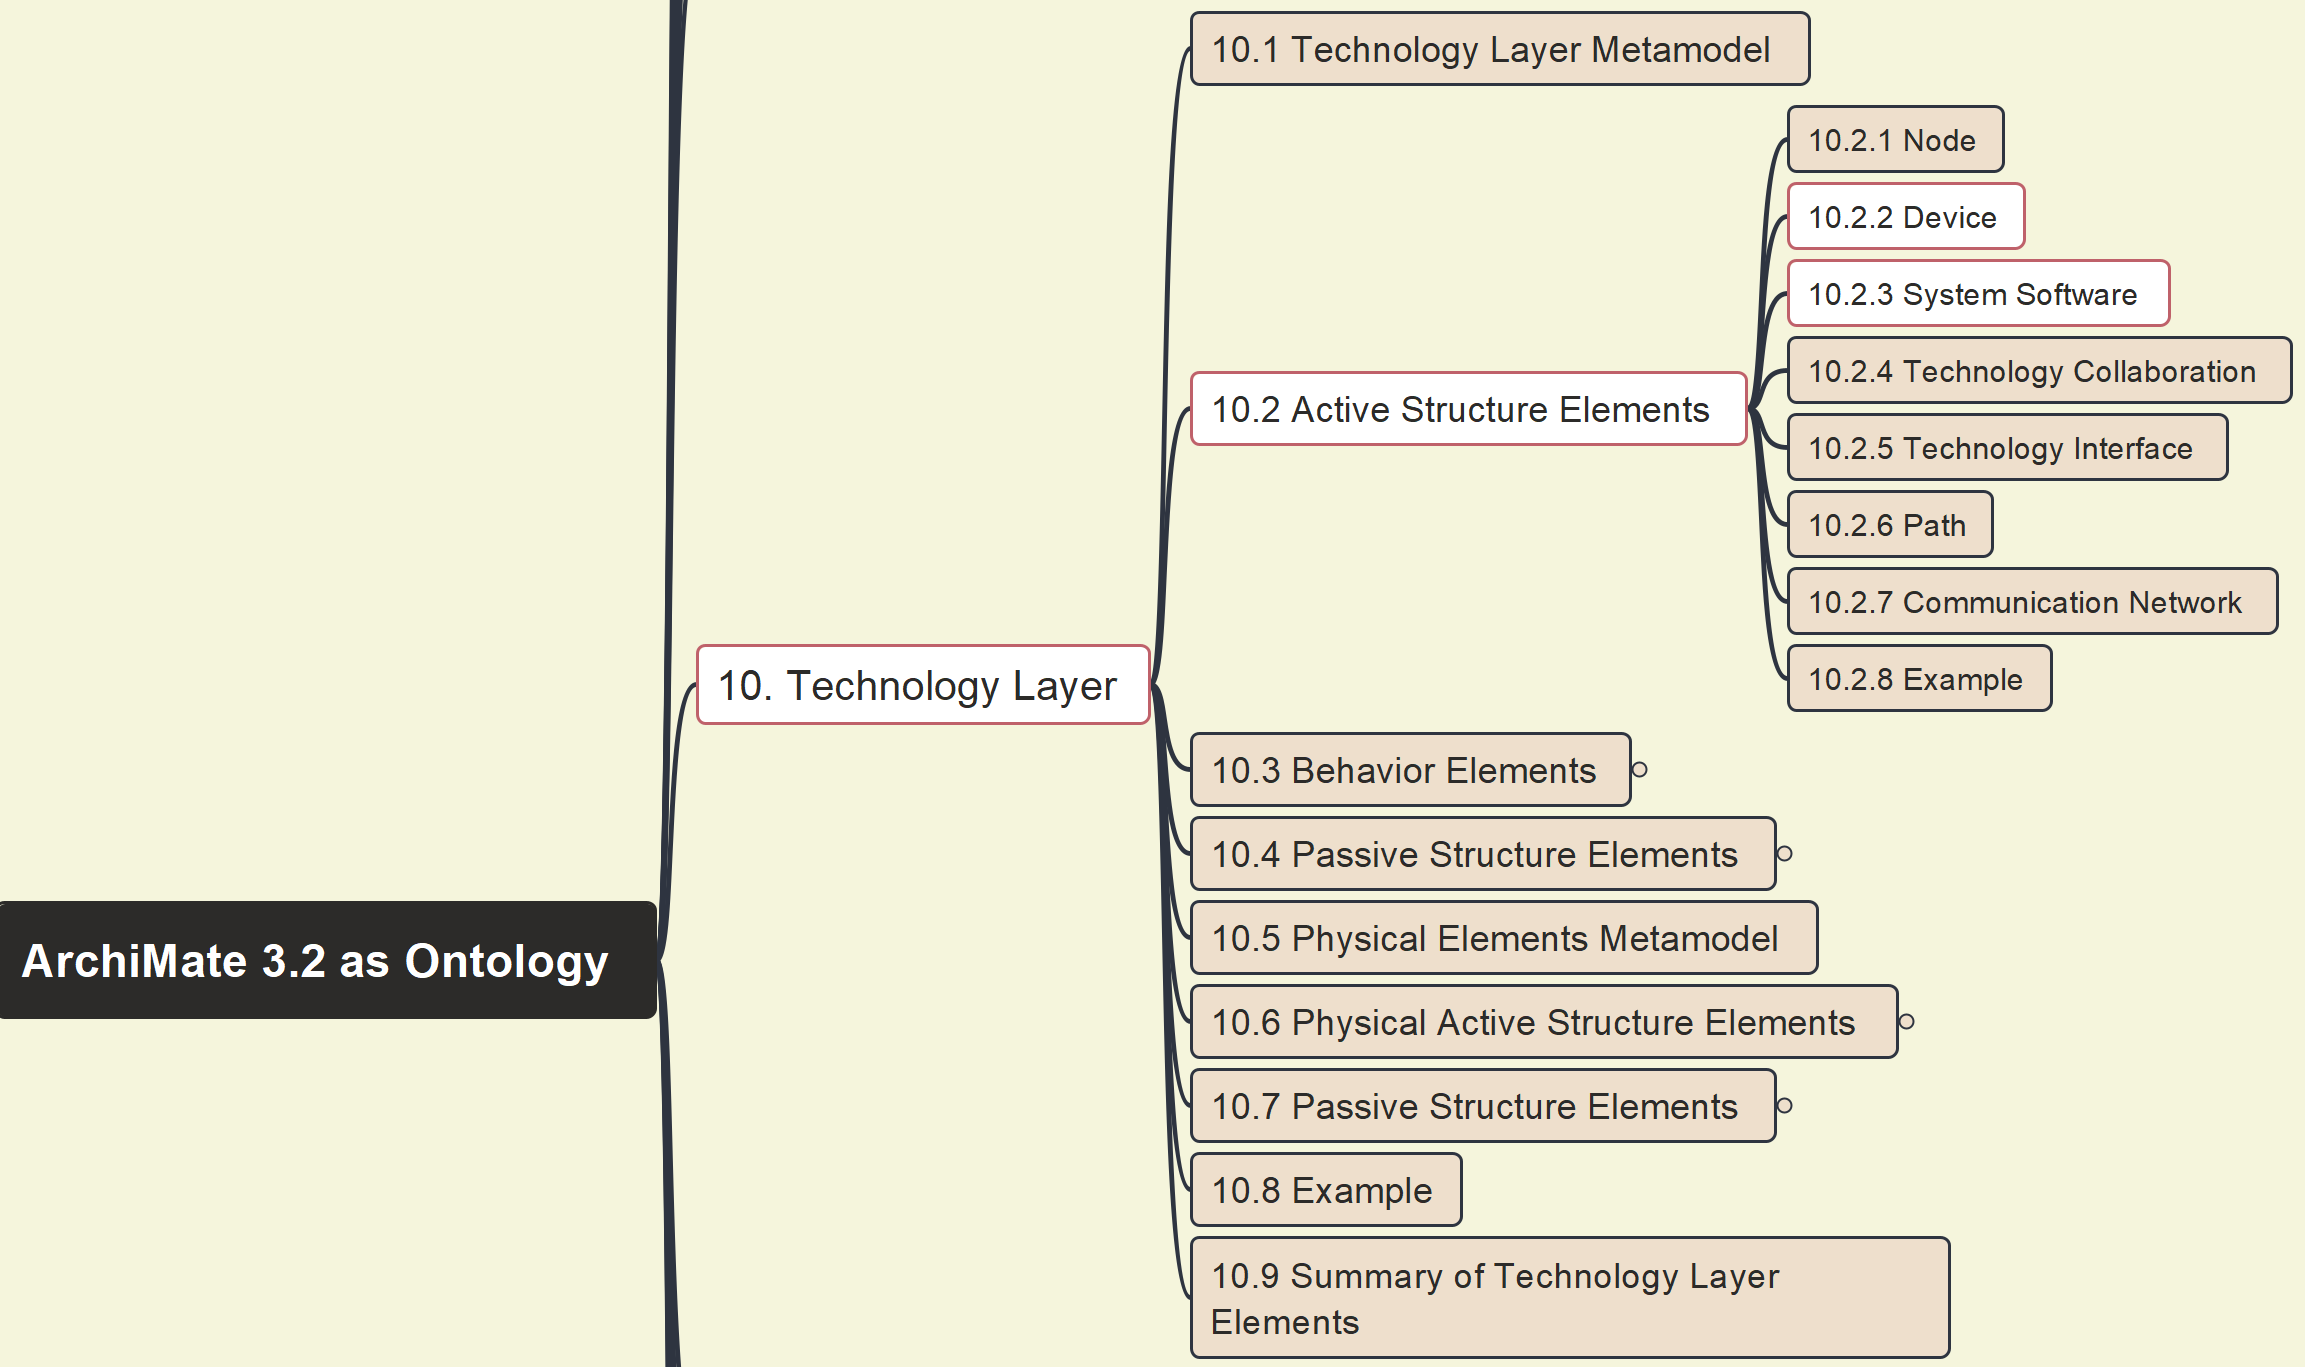 ArchiMate 3.2 as Ontology
10. Technology Layer
10.1 Technology Layer Metamodel
10.2 Active Structure Elements
10.2.1 Node
10.2.2 Device
10.2.3 System Software
10.2.4 Technology Collaboration
10.2.5 Technology Interface
10.2.6 Path
10.2.7 Communication Network
10.2.8 Example
10.3 Behavior Elements
10.4 Passive Structure Elements
10.5 Physical Elements Metamodel
10.6 Physical Active Structure Elements
10.7 Passive Structure Elements
10.8 Example
10.9 Summary of Technology Layer
Elements